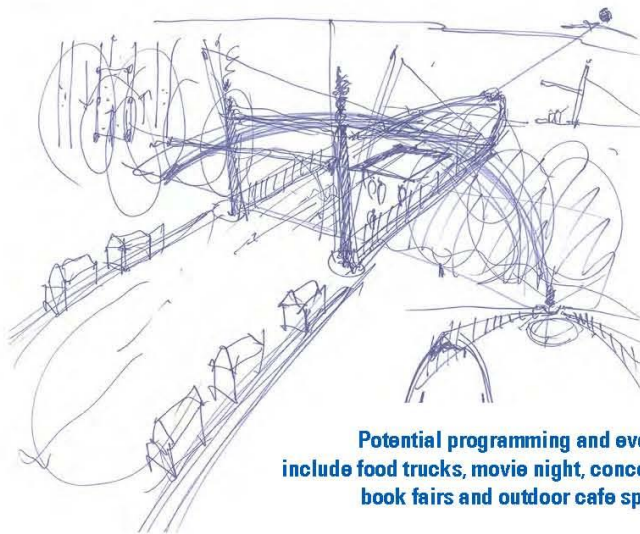 Potential programming and eve
include food trucks, movie night, conce
book fairs and outdoor cafe sp